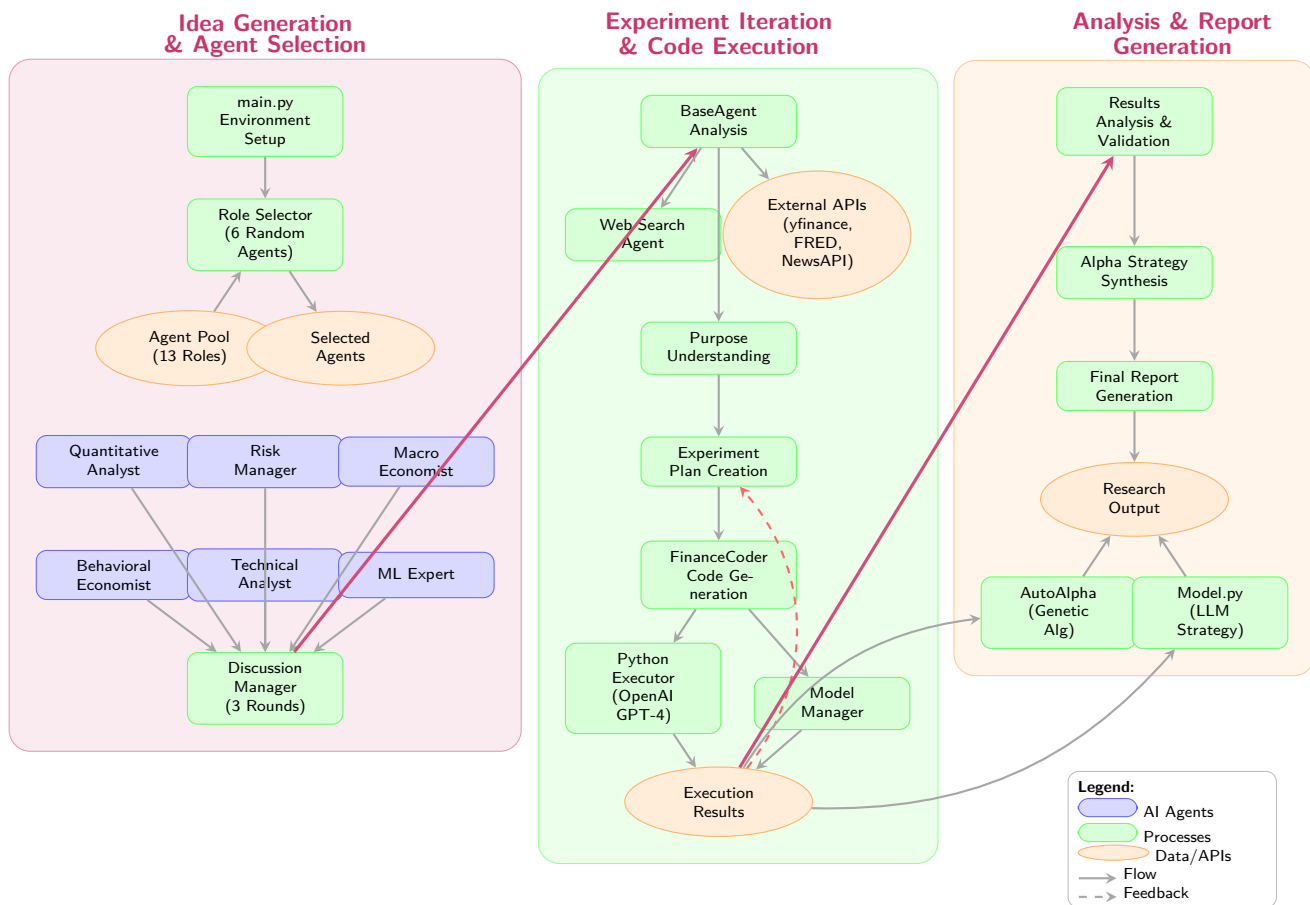 Idea Generation
& Agent Selection
main.py
Environment
Setup
Role Selector
(6 Random
Agents)
Agent Pool
(13 Roles)
Selected
Agents
Quantitative
Analyst
Risk
Manager
Macro
Economist
Behavioral
Economist
Technical
Analyst
ML Expert
Discussion
Manager
(3 Rounds)
Experiment Iteration
& Code Execution
BaseAgent
Analysis
Web Search
Agent
External APIs
(yfinance,
FRED,
NewsAPI)
Purpose
Understanding
Experiment
Plan Creation
FinanceCoder
Code Ge-
neration
Python
Executor
(OpenAI
GPT-4)
Model
Manager
Execution
Results
Analysis & Report
Generation
Results
Analysis &
Validation
Alpha Strategy
Synthesis
Final Report
Generation
Research
Output
AutoAlpha
(Genetic
Alg)
Model.py
(LLM
Strategy)
Legend:
AI Agents
Processes
Data/APIs
Flow
Feedback